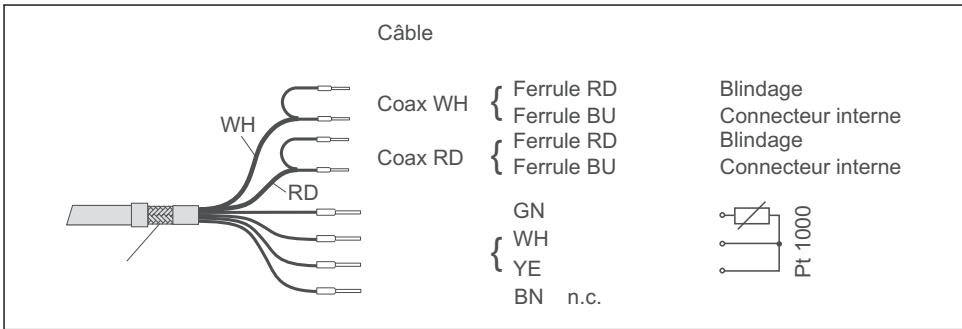 Câble
Coax WH { Ferrule RD Blindage
Ferrule BU Connecteur interne
Coax RD { Ferrule RD Blindage
Ferrule BU Connecteur interne
WH
RD
GN
{ WH
YE
BN n.c.
Pt 1000